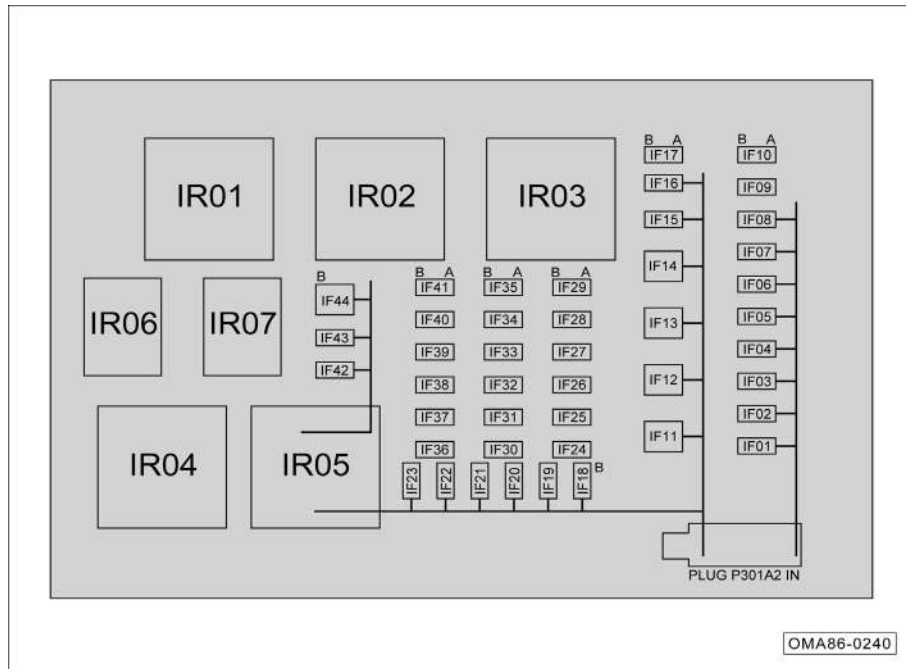 B A
B A
IF17
IF10
IR01
IR02
IR03
IF16
IF09
IF15
IF08
IF14
IF07
B
B A
B A
B A
IF44
IF41
IF35
IF29
IF06
IR06
IR07
IF40
IF34
IF28
IF13
IF05
IF43
IF39
IF33
IF27
IF04
IF42
IF38
IF32
IF26
IF12
IF03
IF37
IF31
IF25
IF02
IF11
IR04
IR05
IF36
IF30
IF24
IF01
IF23
IF22
IF21
IF20
IF19
IF18
B
PLUG P301A2 IN
OMA86-0240